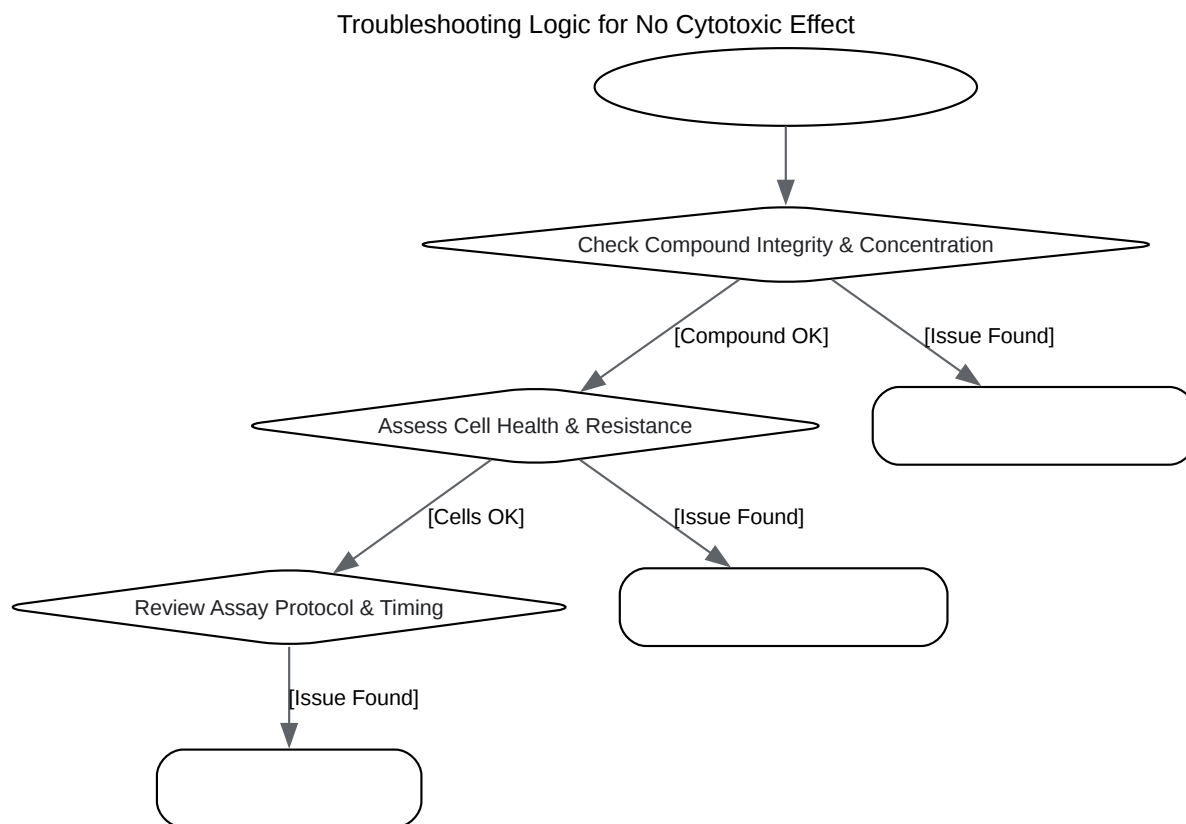 Troubleshooting Logic for No Cytotoxic Effect
Check Compound Integrity & Concentration
[Compound OK]
[Issue Found]
Assess Cell Health & Resistance
[Cells OK]
[Issue Found]
Review Assay Protocol & Timing
[Issue Found]